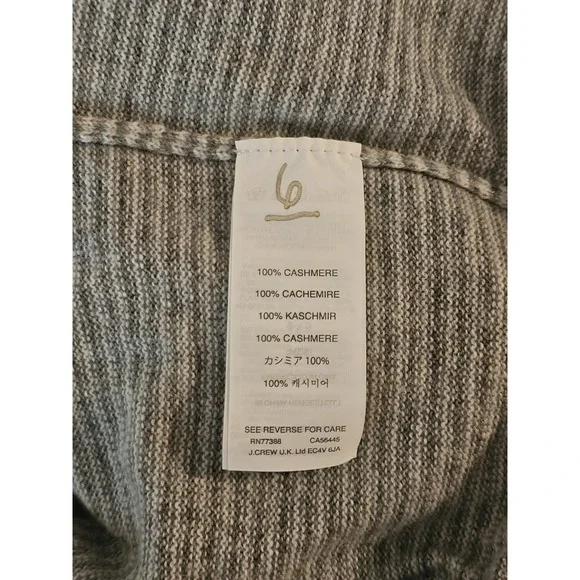 6
100% CASHMERE
100% CACHEMIRE
100% KASCHMIR
100% CASHMERE
カシミア 100%
100% 캐시미어
SEE REVERSE FOR CARE
RN77388 CA56445
J.CREW U.K. Ltd EC4V 6JA